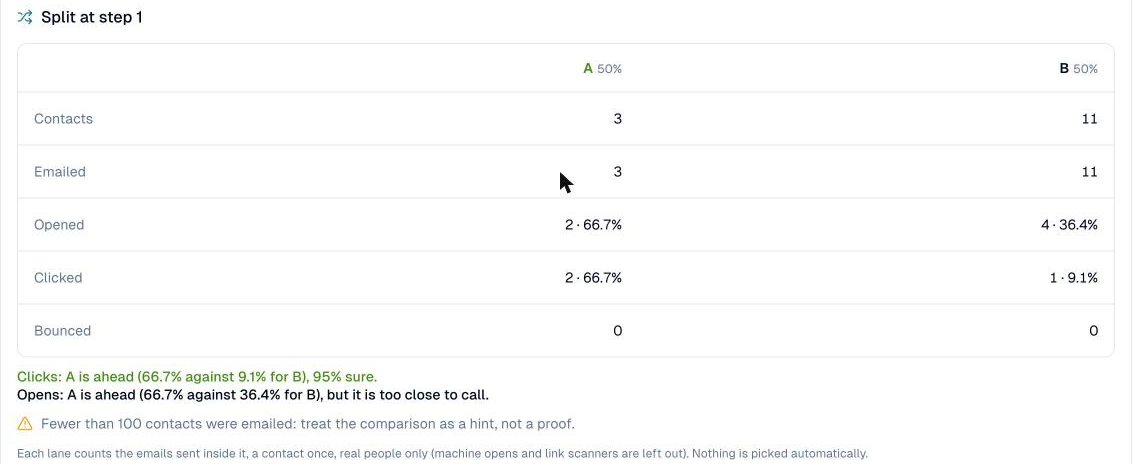 Split at step 1
A 50% B 50%
Contacts 3 11
Emailed 3 11
Opened 2 · 66.7% 4 · 36.4%
Clicked 2 · 66.7% 1 · 9.1%
Bounced 0 0
Clicks: A is ahead (66.7% against 9.1% for B), 95% sure.
Opens: A is ahead (66.7% against 36.4% for B), but it is too close to call.
Fewer than 100 contacts were emailed: treat the comparison as a hint, not a proof.
Each lane counts the emails sent inside it, a contact once, real people only (machine opens and link scanners are left out). Nothing is picked automatically.